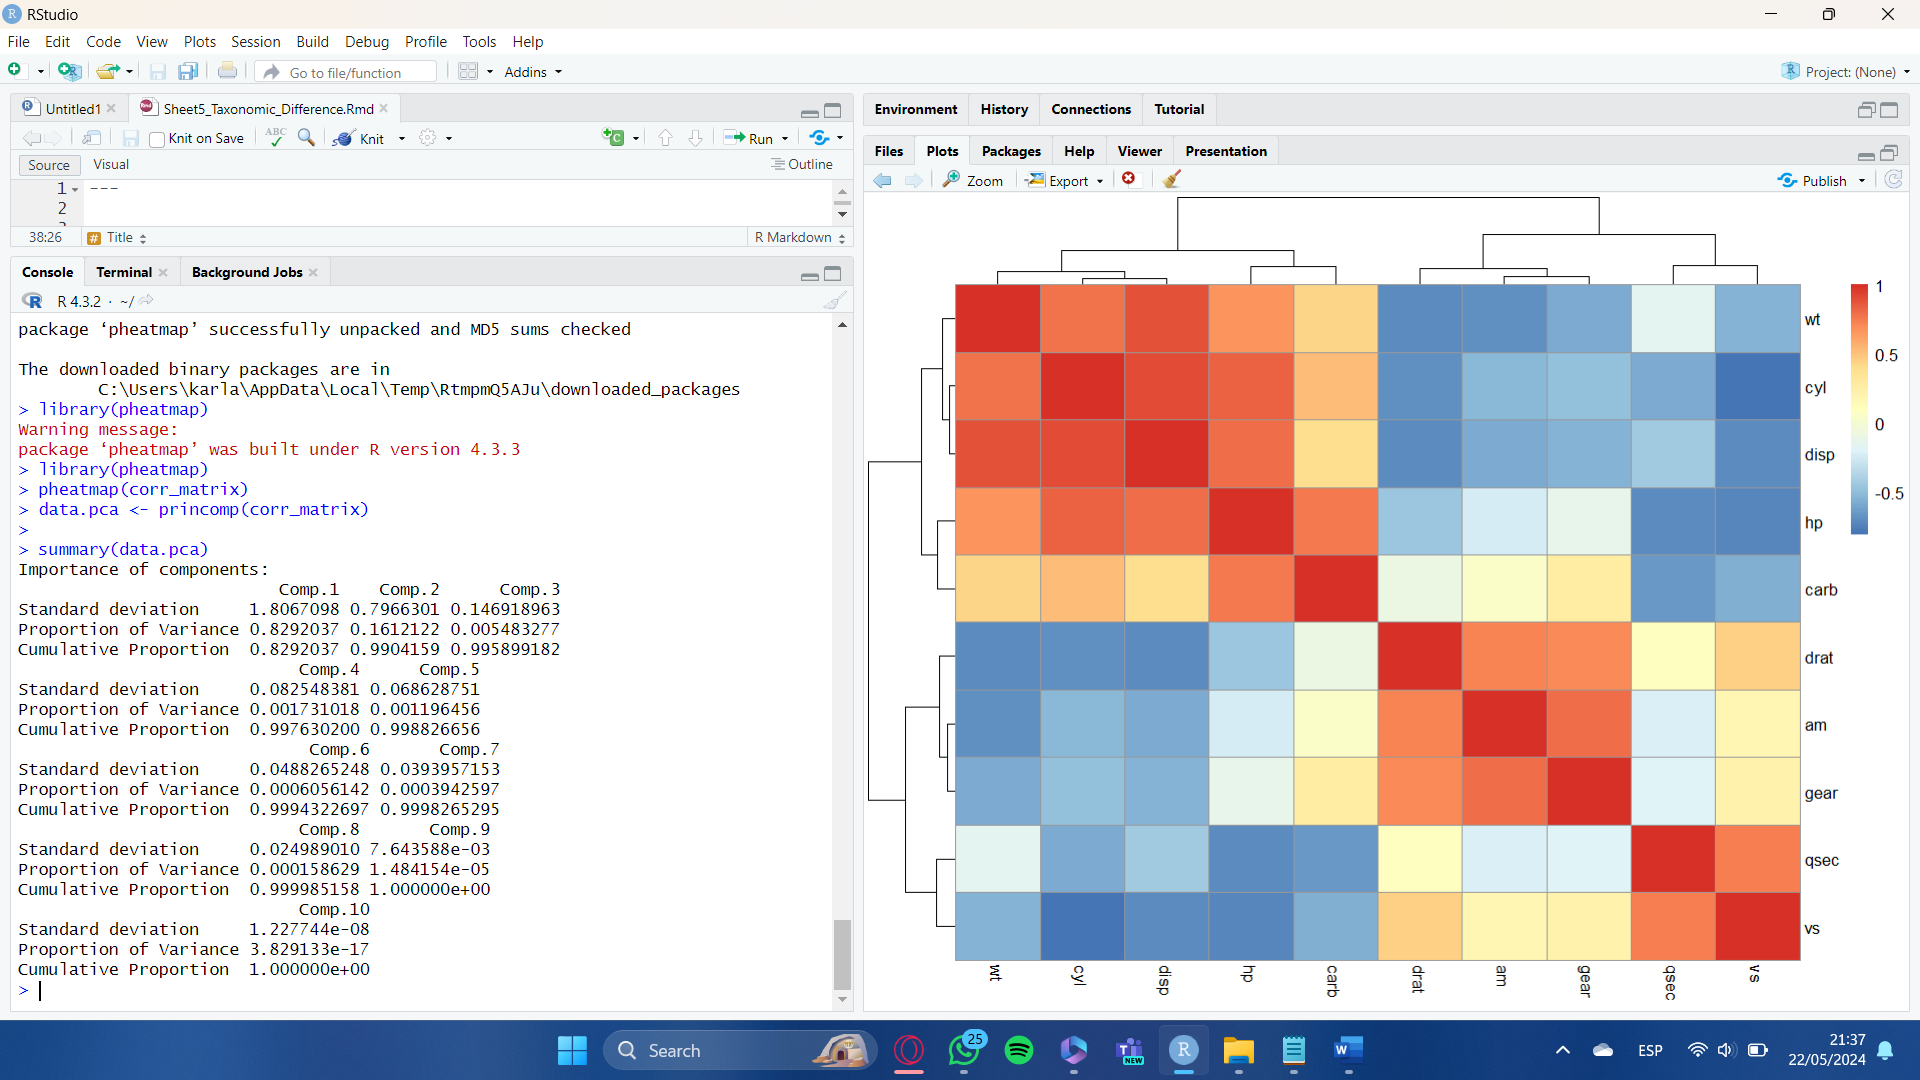 RStudio
File Edit Code View Plots Session Build Debug Profile Tools Help
Go to file/function Addins Project: (None)
Untitled1 Sheet5_Taxonomic_Difference.Rmd
Knit on Save ABC Knit Run
Source Visual Outline
1 ---
2
38:26 # Title R Markdown
Console Terminal Background Jobs
R 4.3.2 · ~/
package ‘pheatmap’ successfully unpacked and MD5 sums checked
The downloaded binary packages are in
C:\Users\karla\AppData\Local\Temp\RtmpmQ5AJu\downloaded_packages
> library(pheatmap)
Warning message:
package ‘pheatmap’ was built under R version 4.3.3
> library(pheatmap)
> pheatmap(corr_matrix)
> data.pca <- princomp(corr_matrix)
>
> summary(data.pca)
Importance of components:
Comp.1 Comp.2 Comp.3
Standard deviation 1.8067098 0.7966301 0.146918963
Proportion of Variance 0.8292037 0.1612122 0.005483277
Cumulative Proportion 0.8292037 0.9904159 0.995899182
Comp.4 Comp.5
Standard deviation 0.082548381 0.068628751
Proportion of Variance 0.001731018 0.001196456
Cumulative Proportion 0.997630200 0.998826656
Comp.6 Comp.7
Standard deviation 0.0488265248 0.0393957153
Proportion of Variance 0.0006056142 0.0003942597
Cumulative Proportion 0.9994322697 0.9998265295
Comp.8 Comp.9
Standard deviation 0.024989010 7.643588e-03
Proportion of Variance 0.000158629 1.484154e-05
Cumulative Proportion 0.999985158 1.000000e+00
Comp.10
Standard deviation 1.227744e-08
Proportion of Variance 3.829133e-17
Cumulative Proportion 1.000000e+00
>
Environment History Connections Tutorial
Files Plots Packages Help Viewer Presentation
Zoom Export Publish
wt
cyl
disp
hp
carb
drat
am
gear
qsec
vs
1
0.5
0
-0.5
wt cyl disp hp carb drat am gear qsec vs
Search 25 NEW ESP 21:37
22/05/2024